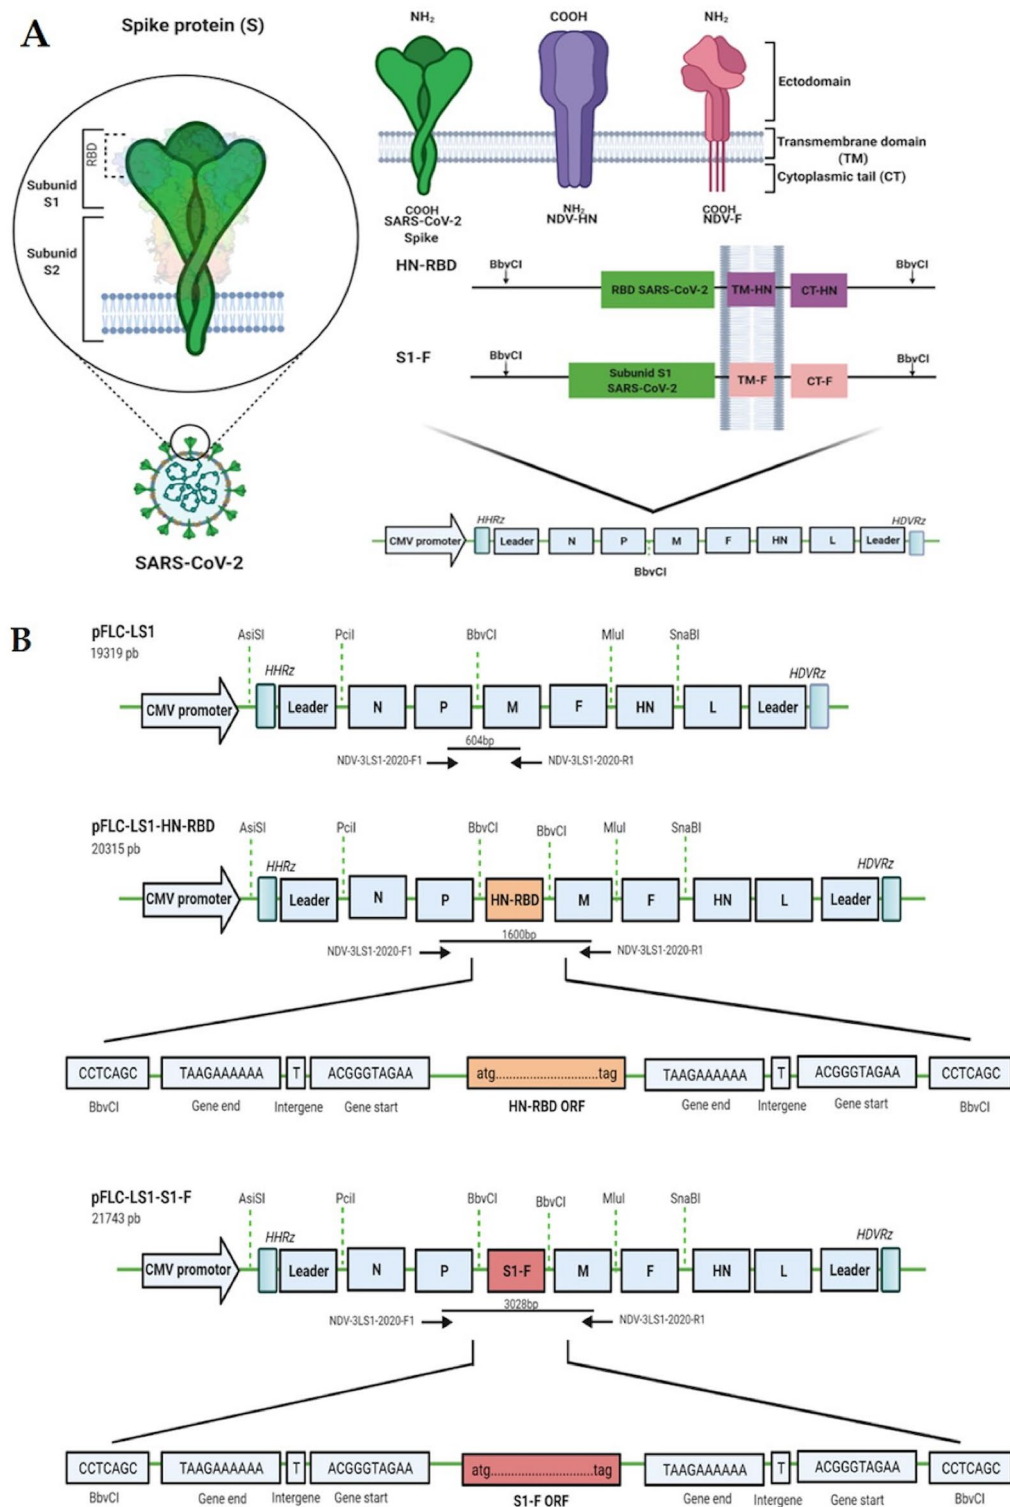 A
Spike protein (S)
RBD
Subunid
S1
Subunid
S2
SARS-CoV-2
NH₂
COOH
NH₂
Ectodomain
Transmembrane domain
(TM)
Cytoplasmic tail (CT)
COOH
SARS-CoV-2
Spike
NH₂
NDV-HN
COOH
NDV-F
HN-RBD
BbvCI
RBD SARS-CoV-2
TM-HN
CT-HN
BbvCI
S1-F
BbvCI
Subunid S1
SARS-CoV-2
TM-F
CT-F
BbvCI
CMV promoter
HHRz
Leader
N
P
M
F
HN
L
Leader
HDVRz
BbvCI
B
pFLC-LS1
19319 pb
AsiSI
PciI
BbvCI
MluI
SnaBI
HHRz
HDVRz
CMV promoter
Leader
N
P
M
F
HN
L
Leader
604bp
NDV-3LS1-2020-F1
NDV-3LS1-2020-R1
pFLC-LS1-HN-RBD
20315 pb
AsiSI
PciI
BbvCI
BbvCI
MluI
SnaBI
HHRz
HDVRz
CMV promoter
Leader
N
P
HN-RBD
M
F
HN
L
Leader
1600bp
NDV-3LS1-2020-F1
NDV-3LS1-2020-R1
CCTCAGC
TAAGAAAAAA
T
ACGGGTAGAA
atg..............................tag
TAAGAAAAAA
T
ACGGGTAGAA
CCTCAGC
BbvCI
Gene end
Intergene
Gene start
HN-RBD ORF
Gene end
Intergene
Gene start
BbvCI
pFLC-LS1-S1-F
21743 pb
AsiSI
PciI
BbvCI
BbvCI
MluI
SnaBI
HHRz
HDVRz
CMV promotor
Leader
N
P
S1-F
M
F
HN
L
Leader
3028bp
NDV-3LS1-2020-F1
NDV-3LS1-2020-R1
CCTCAGC
TAAGAAAAAA
T
ACGGGTAGAA
atg..............................tag
TAAGAAAAAA
T
ACGGGTAGAA
CCTCAGC
BbvCI
Gene end
Intergene
Gene start
S1-F ORF
Gene end
Intergene
Gene start
BbvCI